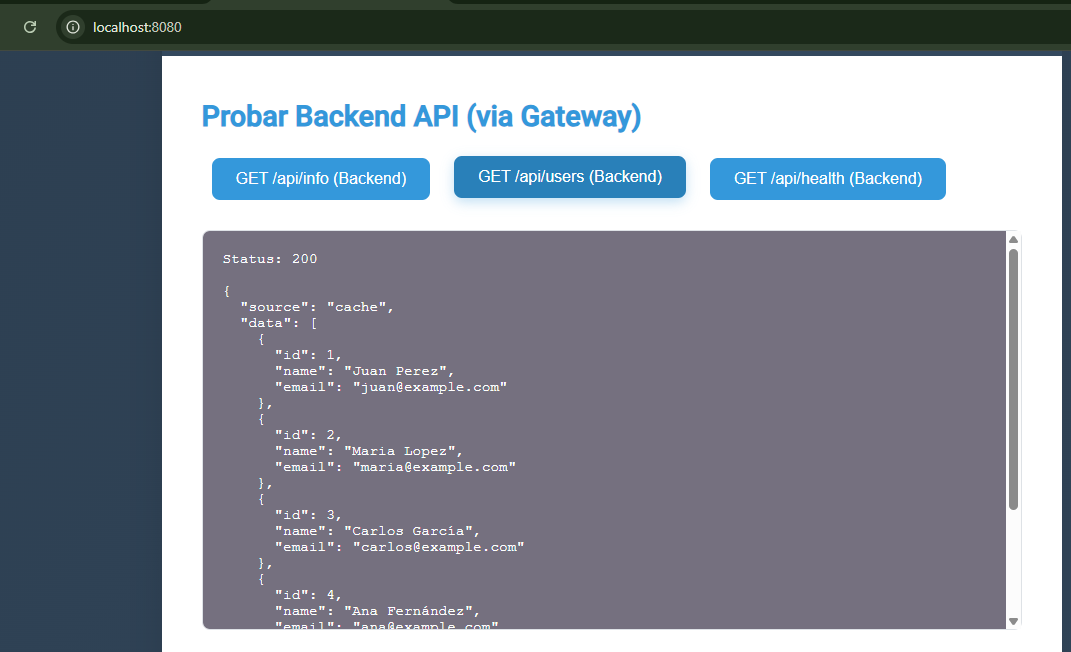 localhost:8080
Probar Backend API (via Gateway)
GET /api/info (Backend)
GET /api/users (Backend)
GET /api/health (Backend)
Status: 200
{
  "source": "cache",
  "data": [
    {
      "id": 1,
      "name": "Juan Perez",
      "email": "juan@example.com"
    },
    {
      "id": 2,
      "name": "Maria Lopez",
      "email": "maria@example.com"
    },
    {
      "id": 3,
      "name": "Carlos García",
      "email": "carlos@example.com"
    },
    {
      "id": 4,
      "name": "Ana Fernández",
      "email": "ana@example.com"